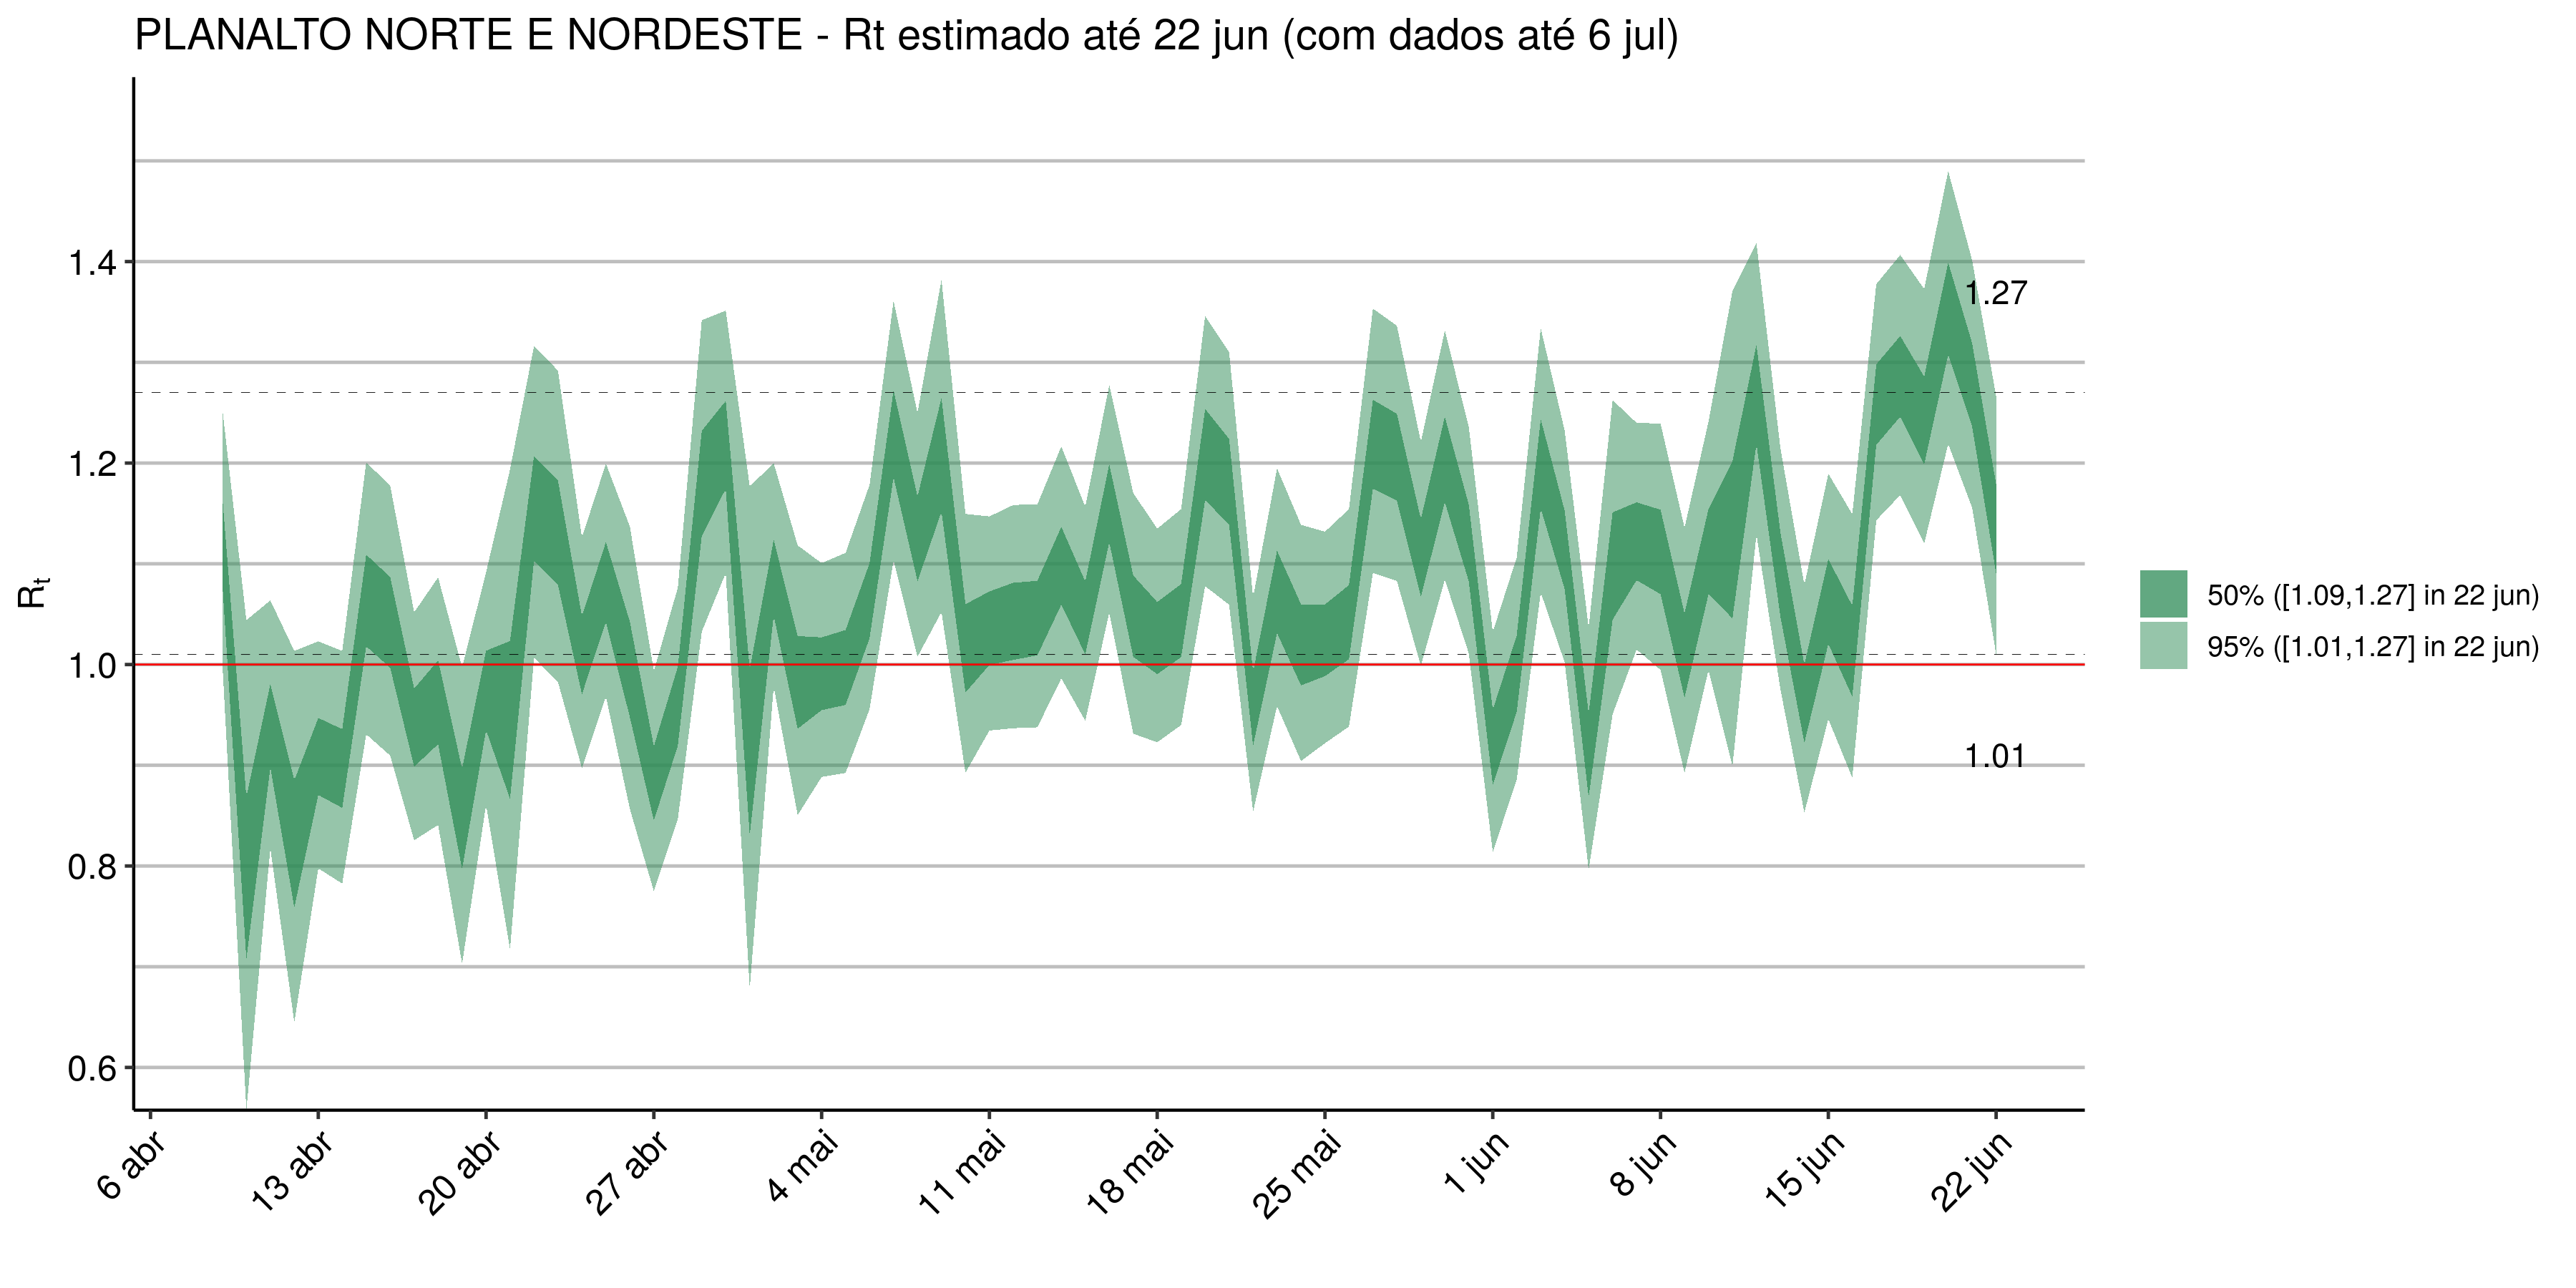 PLANALTO NORTE E NORDESTE - Rt estimado até 22 jun (com dados até 6 jul)
1.4
1.2
1.0
0.8
0.6
Rt
1.27
1.01
6 abr
13 abr
20 abr
27 abr
4 mai
11 mai
18 mai
25 mai
1 jun
8 jun
15 jun
22 jun
50% ([1.09,1.27] in 22 jun)
95% ([1.01,1.27] in 22 jun)